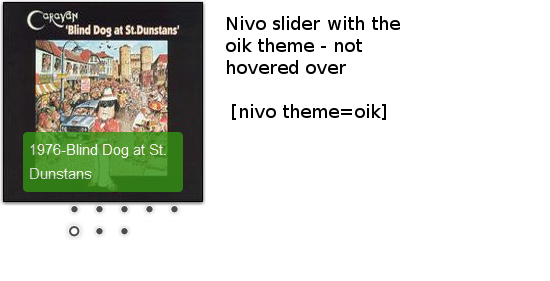 Caravan
'Blind Dog at St.Dunstans'
1976-Blind Dog at St.
Dunstans
Nivo slider with the
oik theme - not
hovered over
[nivo theme=oik]